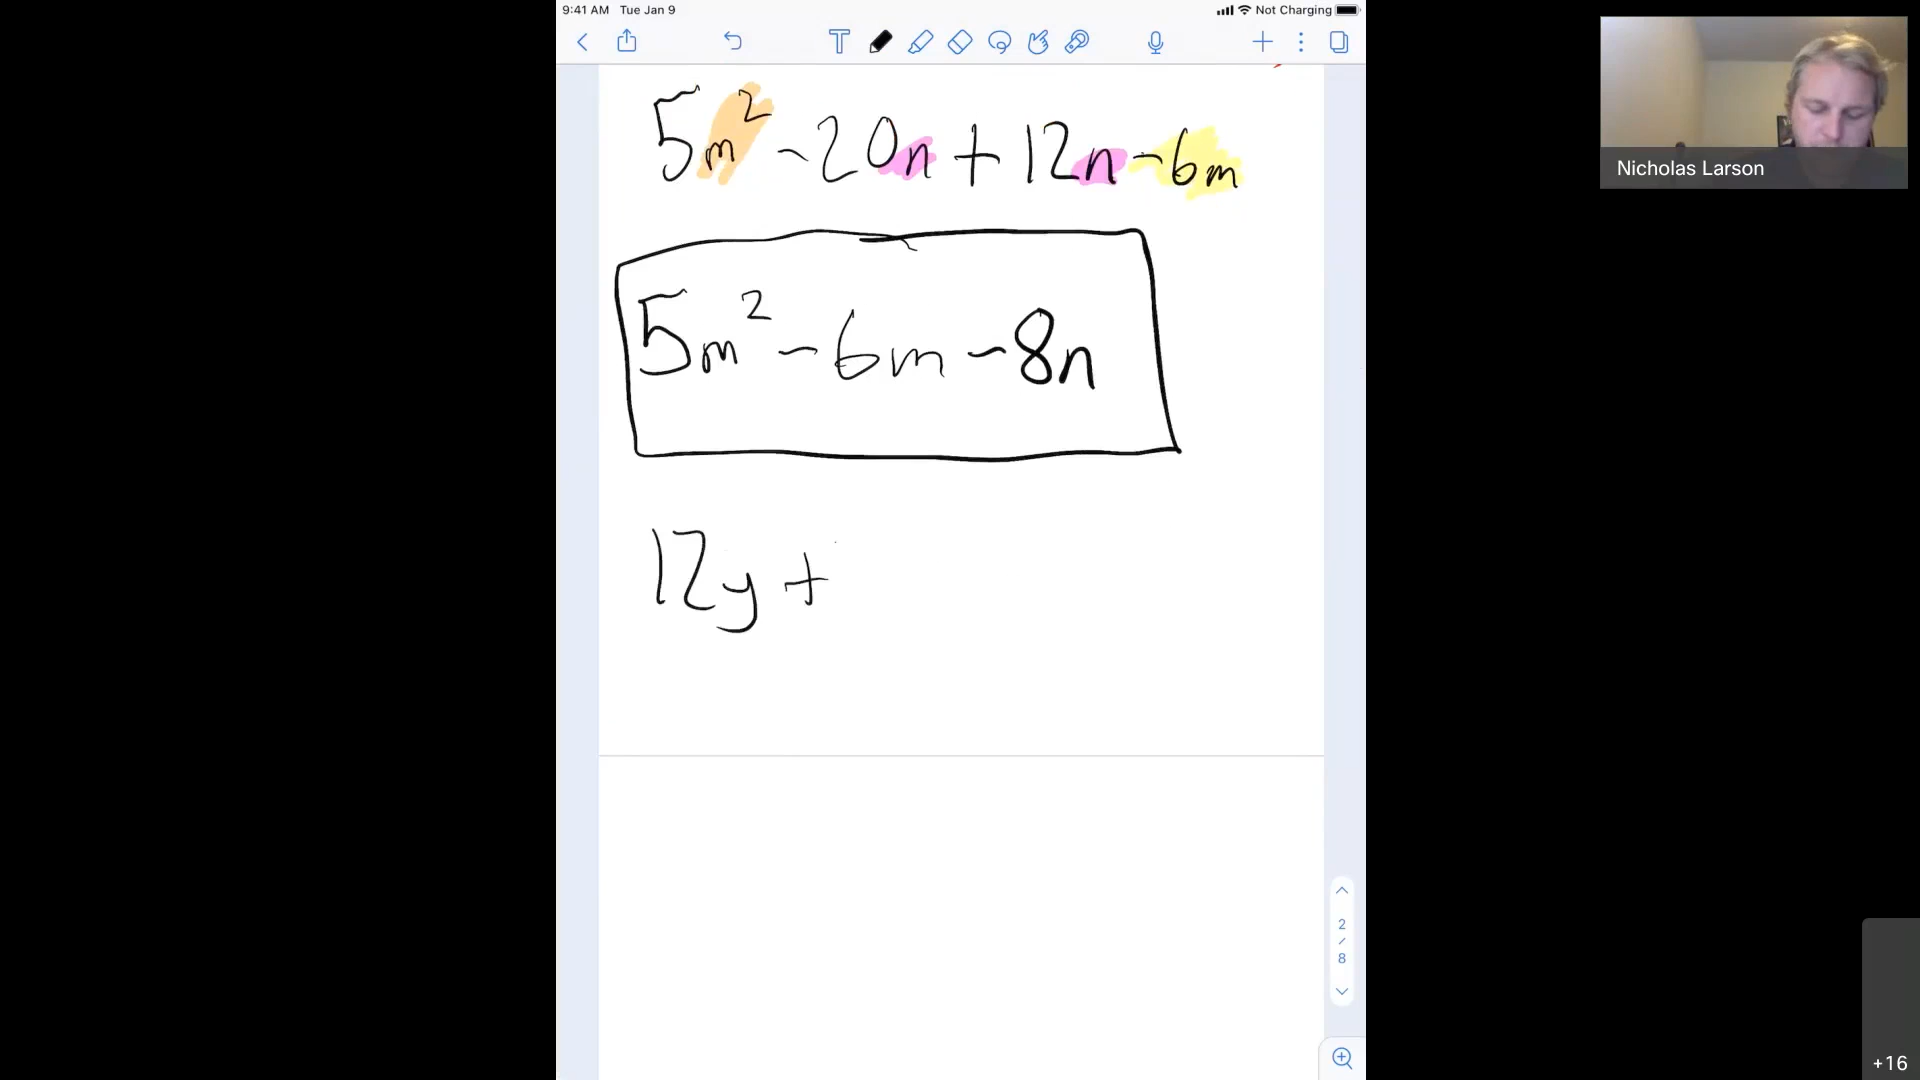 9:41 AM Tue Jan 9 Not Charging
5m² - 20n + 12n - 6m
Nicholas Larson
5m² - 6m - 8n
12y +
2
/
8
+16